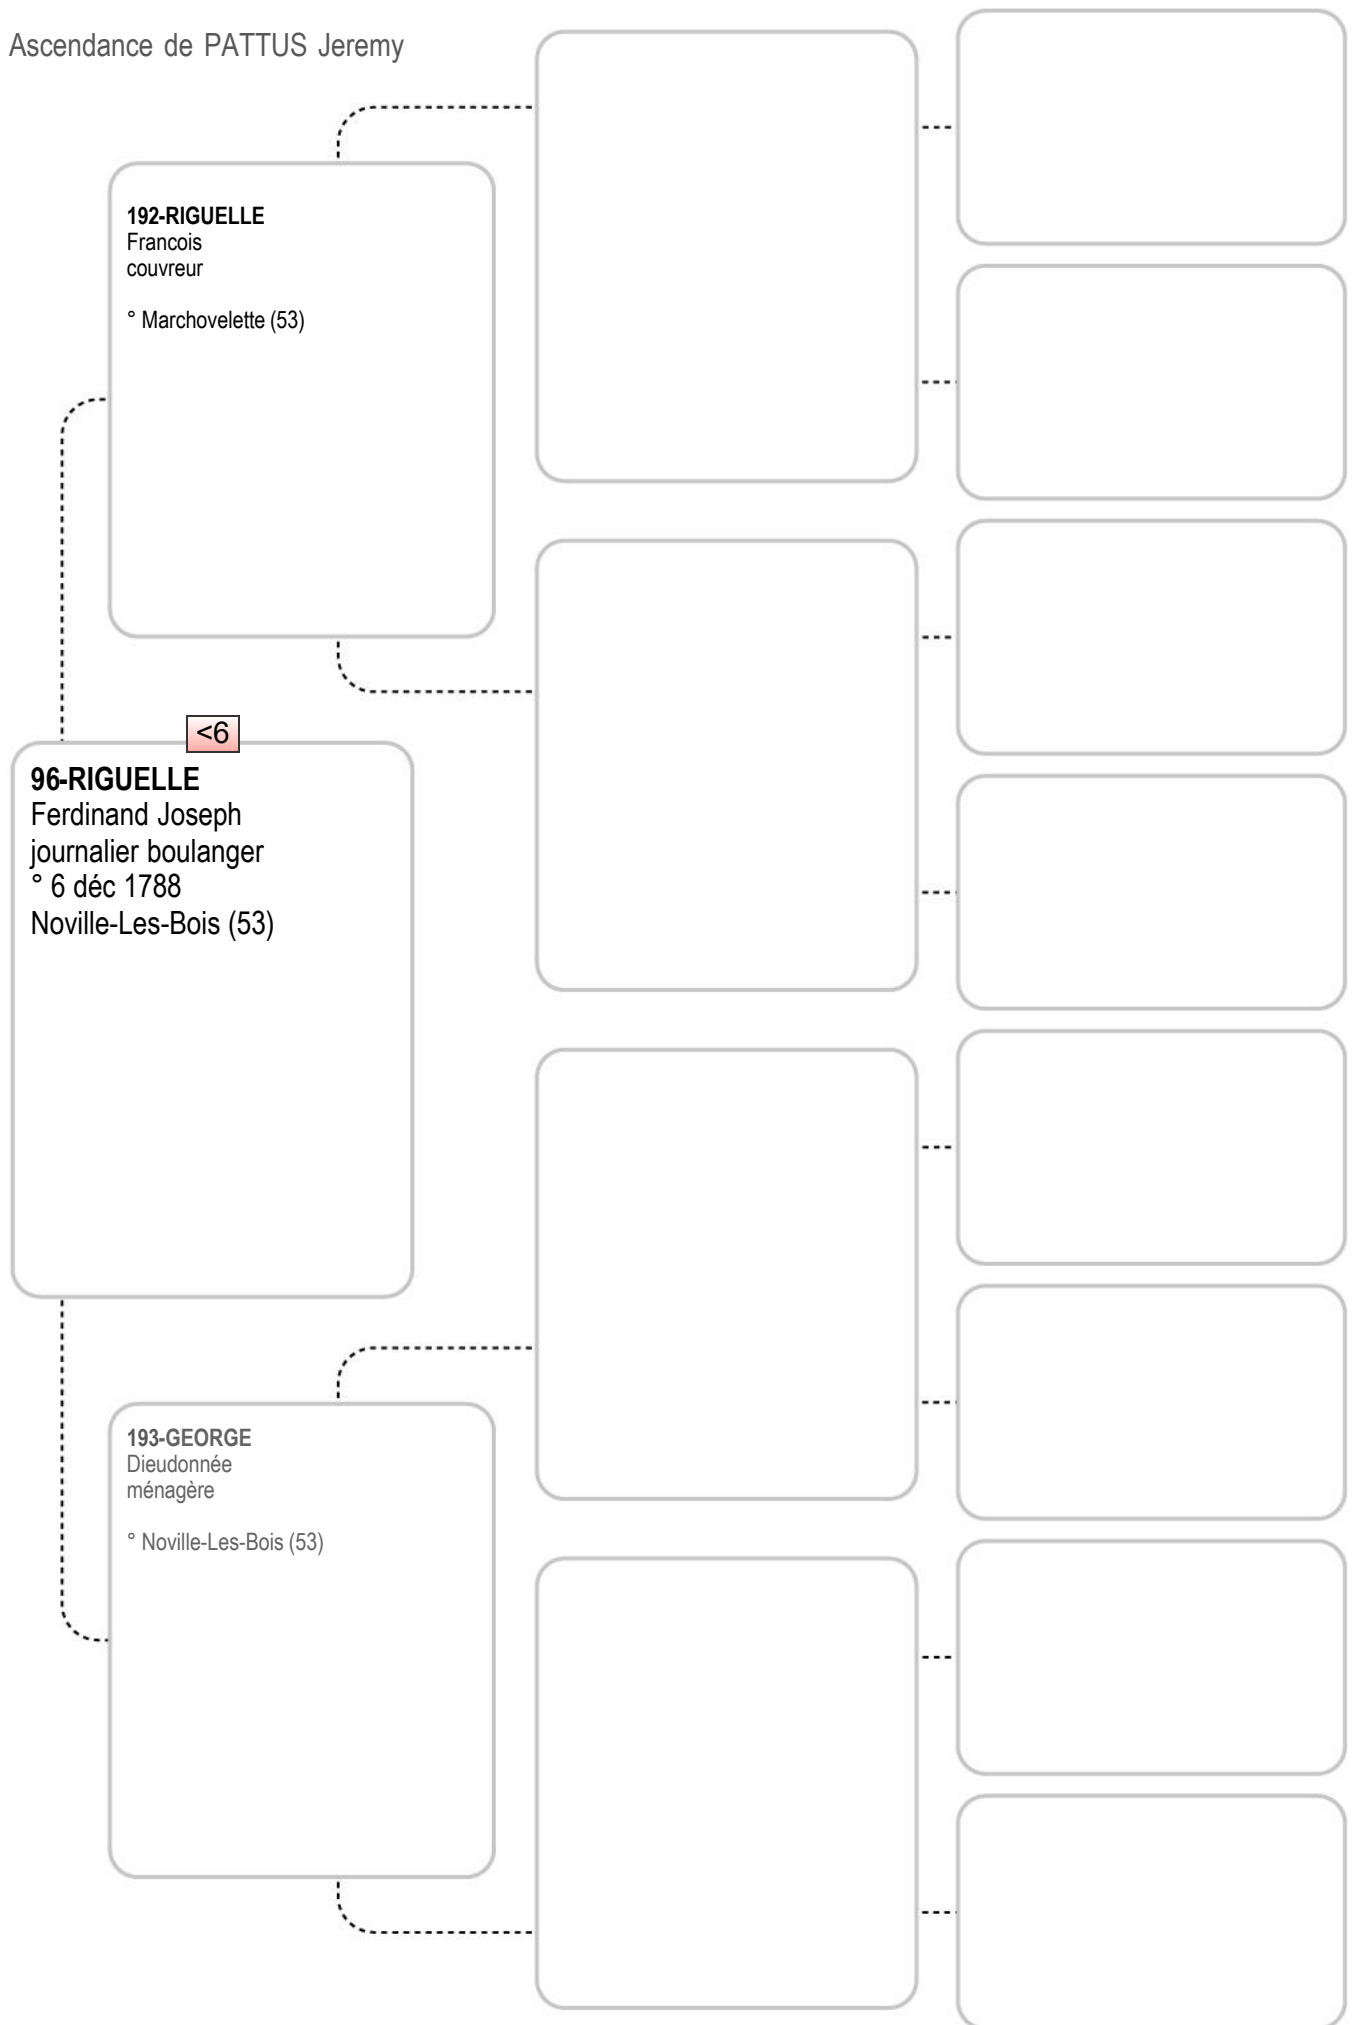 Ascendance de PATTUS Jeremy
192-RIGUELLE
Francois
couvreur
° Marchovelette (53)
<6
96-RIGUELLE
Ferdinand Joseph
journalier boulanger
° 6 déc 1788
Noville-Les-Bois (53)
193-GEORGE
Dieudonnée
ménagère
° Noville-Les-Bois (53)